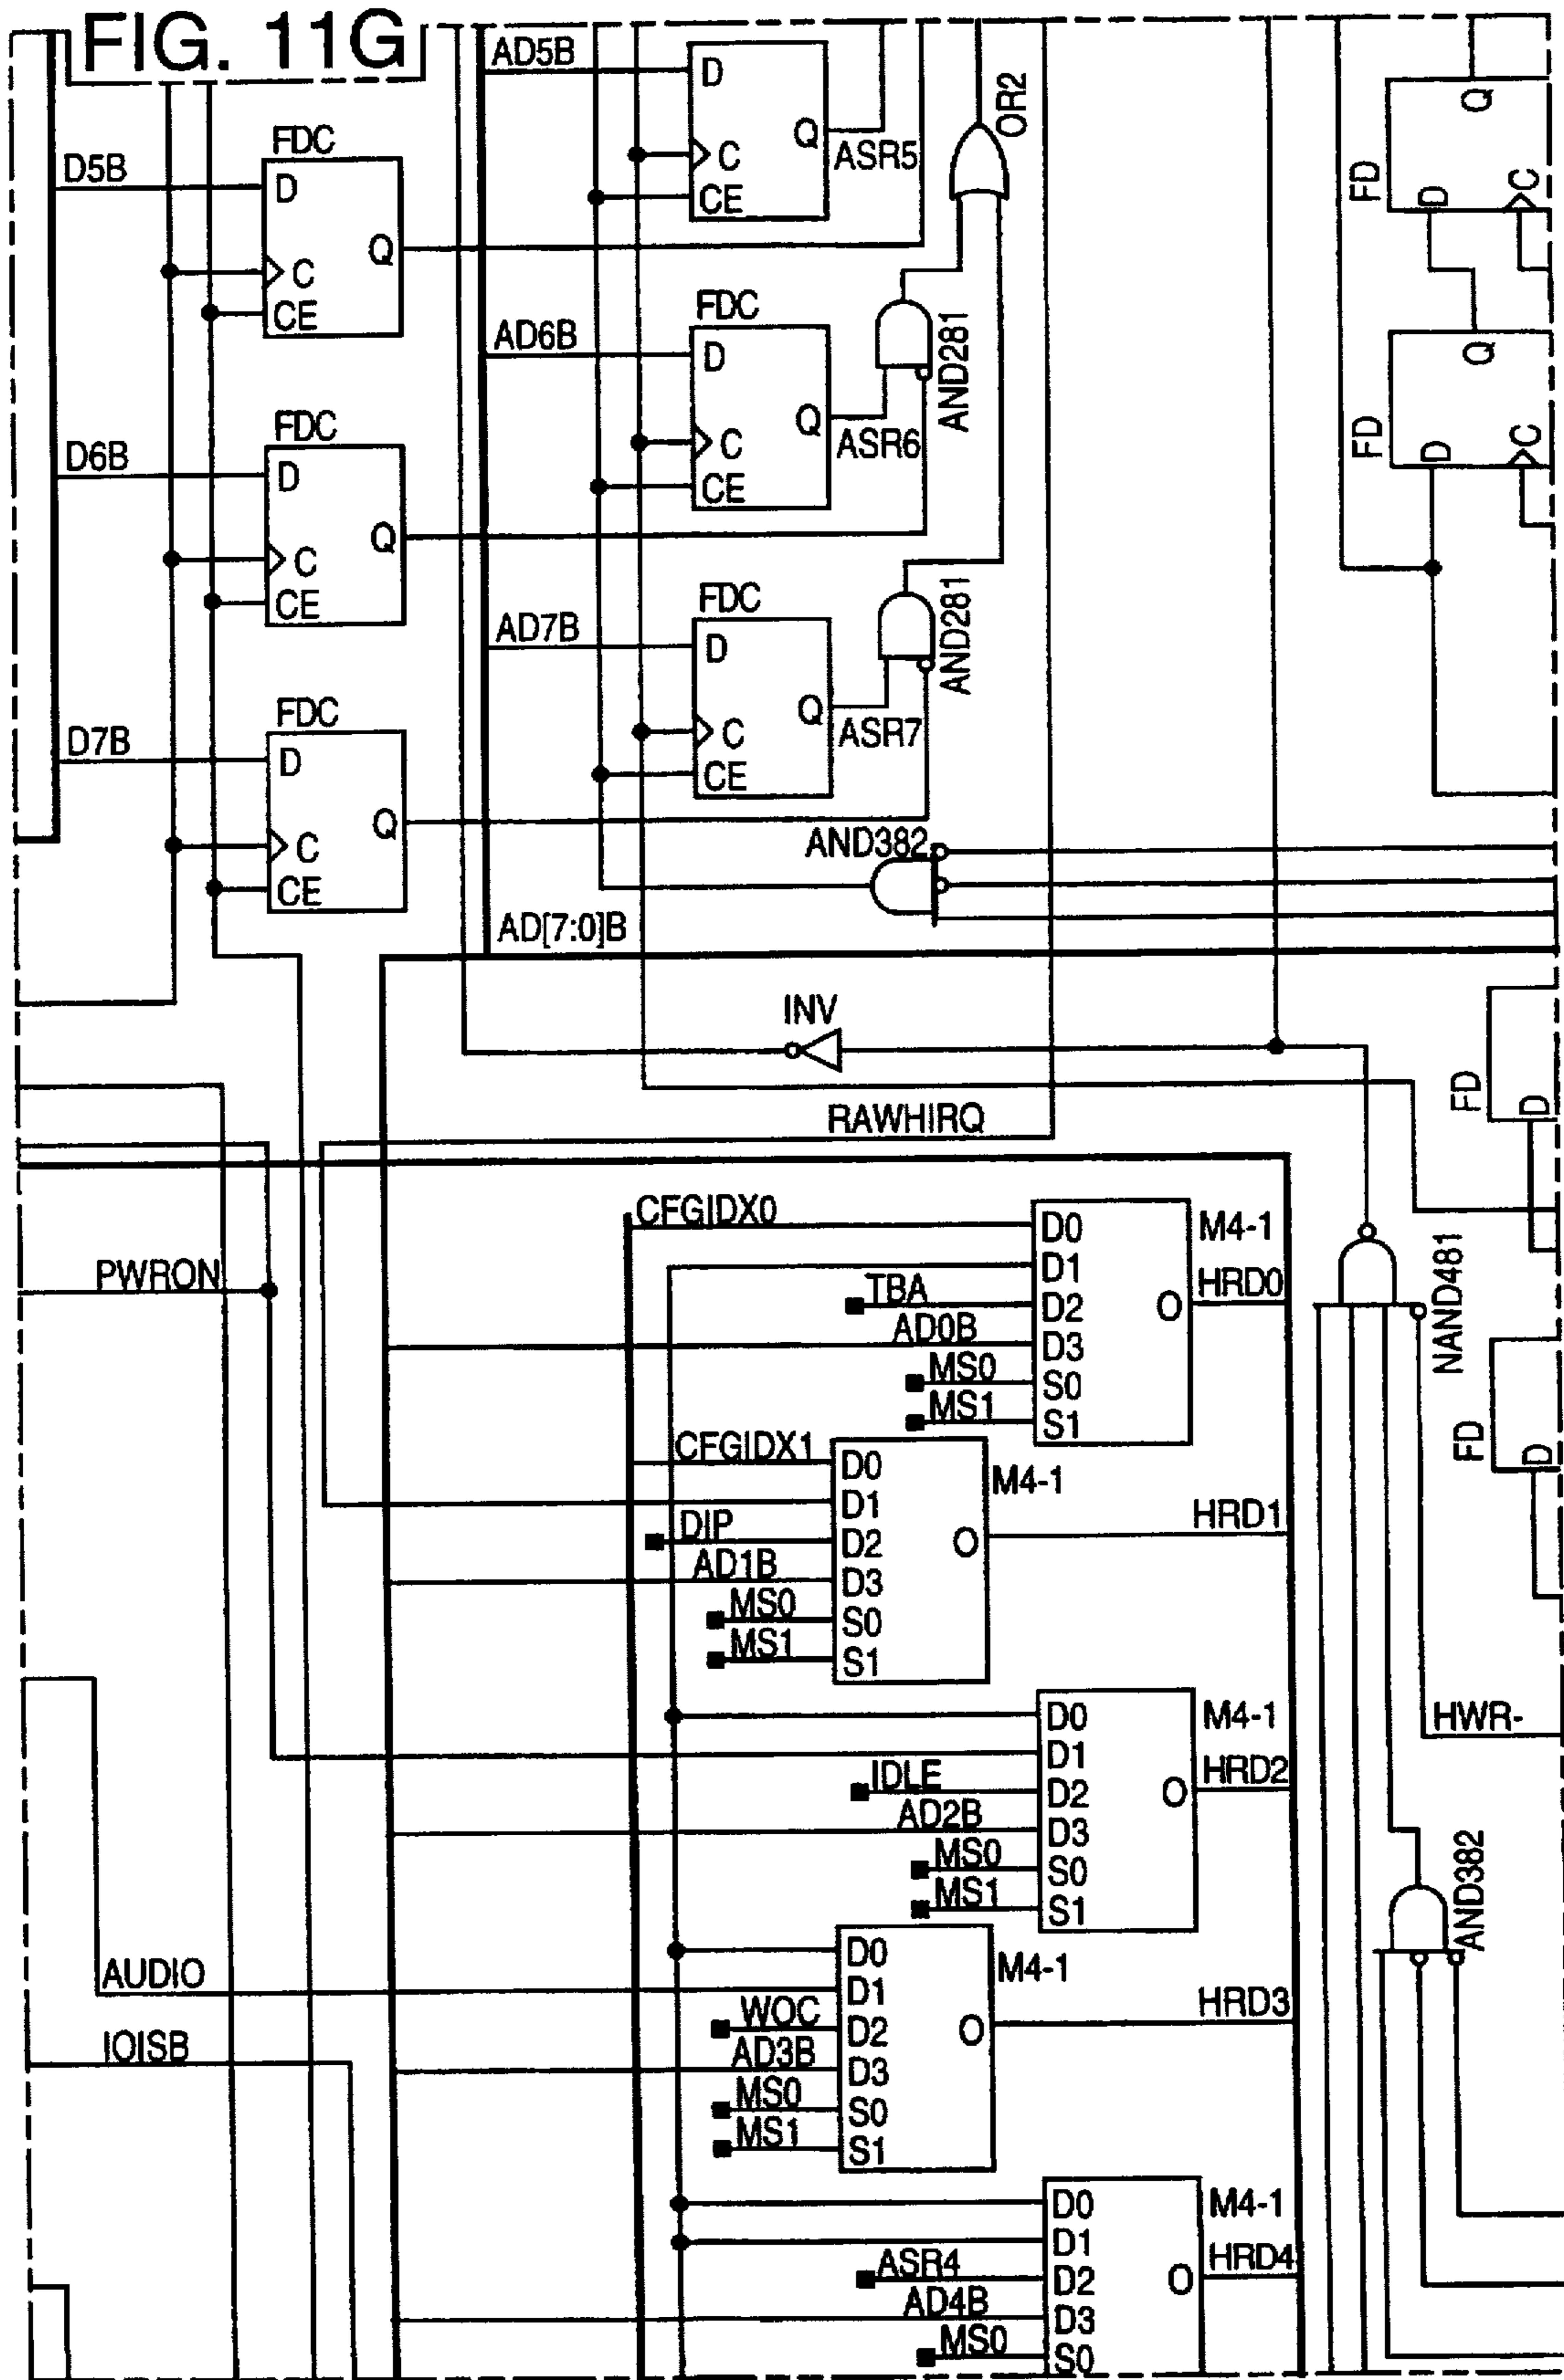 FIG. 11G
AD5B
D
Q
C
CE
ASR5
OR2
Q
FD
D
C
FDC
D5B
D
Q
C
CE
FDC
AD6B
D
Q
C
CE
ASR6
AND281
Q
FD
D
C
FDC
D6B
D
Q
C
CE
FDC
AD7B
D
Q
C
CE
ASR7
AND281
FDC
D7B
D
Q
C
CE
AND382
AD[7:0]B
INV
FD
D
RAWHIRQ
CFGIDX0
D0
M4-1
D1
HRD0
PWRON
TBA
D2
O
AD0B
D3
MS0
S0
MS1
S1
NAND481
FD
D
CFGIDX1
D0
M4-1
D1
HRD1
DIP
D2
O
AD1B
D3
MS0
S0
MS1
S1
D0
M4-1
HWR-
D1
HRD2
IDLE
D2
O
AD2B
D3
MS0
S0
MS1
S1
AND382
D0
M4-1
AUDIO
D1
HRD3
WOC
D2
O
IOISB
AD3B
D3
MS0
S0
MS1
S1
D0
M4-1
D1
HRD4
ASR4
D2
O
AD4B
D3
MS0
S0